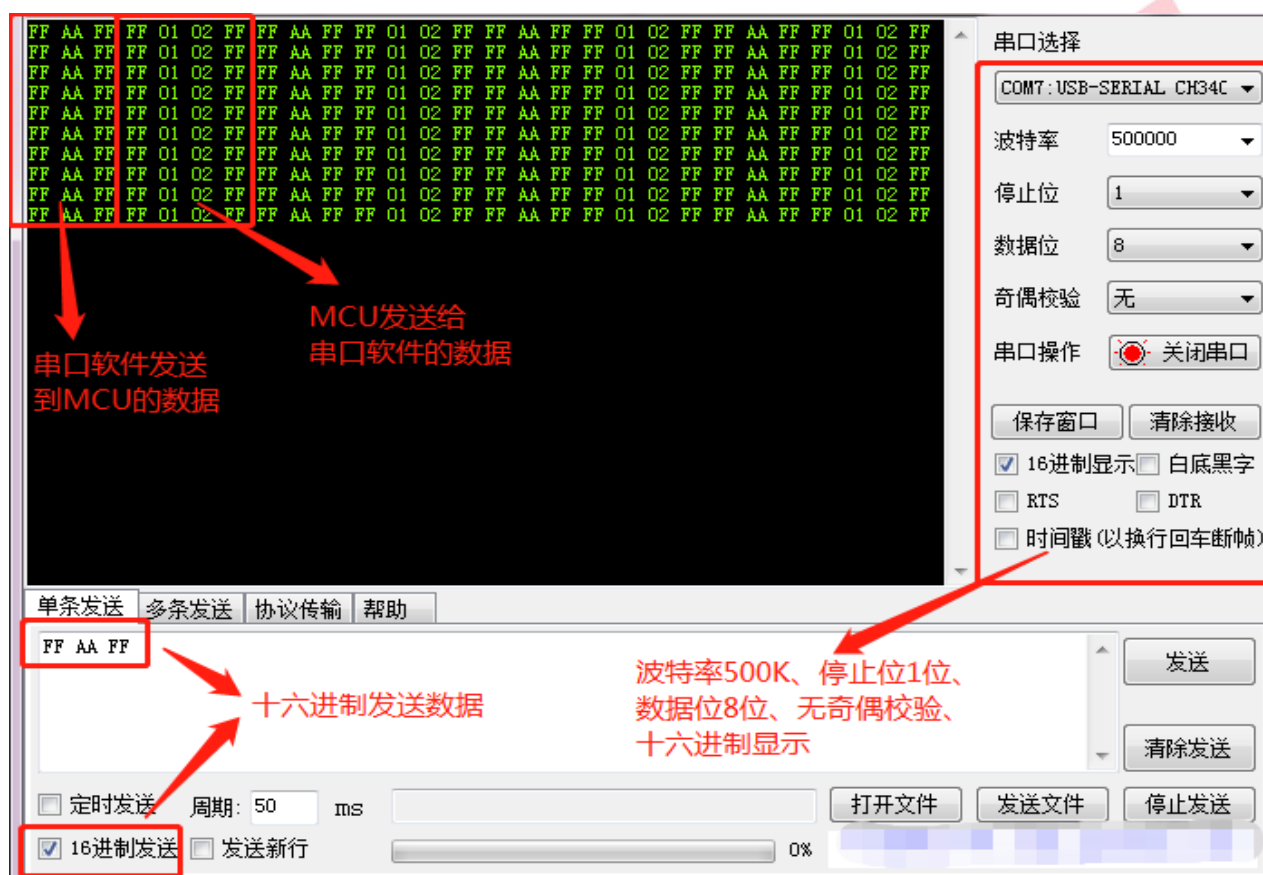 FF AA FF FF 01 02 FF FF AA FF FF 01 02 FF FF AA FF FF 01 02 FF FF AA FF FF 01 02 FF
FF AA FF FF 01 02 FF FF AA FF FF 01 02 FF FF AA FF FF 01 02 FF FF AA FF FF 01 02 FF
FF AA FF FF 01 02 FF FF AA FF FF 01 02 FF FF AA FF FF 01 02 FF FF AA FF FF 01 02 FF
FF AA FF FF 01 02 FF FF AA FF FF 01 02 FF FF AA FF FF 01 02 FF FF AA FF FF 01 02 FF
FF AA FF FF 01 02 FF FF AA FF FF 01 02 FF FF AA FF FF 01 02 FF FF AA FF FF 01 02 FF
FF AA FF FF 01 02 FF FF AA FF FF 01 02 FF FF AA FF FF 01 02 FF FF AA FF FF 01 02 FF
FF AA FF FF 01 02 FF FF AA FF FF 01 02 FF FF AA FF FF 01 02 FF FF AA FF FF 01 02 FF
FF AA FF FF 01 02 FF FF AA FF FF 01 02 FF FF AA FF FF 01 02 FF FF AA FF FF 01 02 FF
FF AA FF FF 01 02 FF FF AA FF FF 01 02 FF FF AA FF FF 01 02 FF FF AA FF FF 01 02 FF
FF AA FF FF 01 02 FF FF AA FF FF 01 02 FF FF AA FF FF 01 02 FF FF AA FF FF 01 02 FF
MCU发送给
串口软件的数据
串口软件发送
到MCU的数据
串口选择
COM7:USB-SERIAL CH34C
波特率 500000
停止位 1
数据位 8
奇偶校验 无
串口操作 关闭串口
保存窗口 清除接收
16进制显示 白底黑字
RTS DTR
时间戳(以换行回车断帧)
单条发送 多条发送 协议传输 帮助
FF AA FF
十六进制发送数据
波特率500K、停止位1位、
数据位8位、无奇偶校验、
十六进制显示
发送
清除发送
定时发送 周期: 50 ms 打开文件 发送文件 停止发送
16进制发送 发送新行 0%